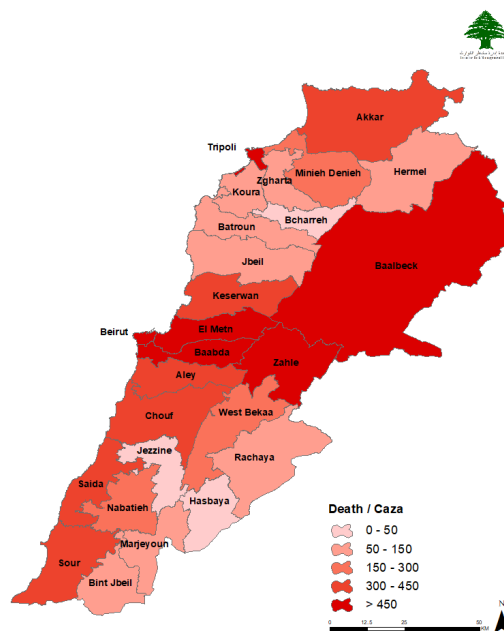 Akkar
Tripoli
Hermel
Minieh Denieh
Zgharta
Koura
Bcharreh
Batroun
Jbeil
Baalbeck
Keserwan
El Metn
Beirut
Baabda
Zahle
Aley
Chouf
West Bekaa
Jezzine
Rachaya
Saida
Hasbaya
Nabatieh
Marjeyoun
Sour
Bint Jbeil
Death / Caza
0 - 50
50 - 150
150 - 300
300 - 450
> 450
N
0 12.5 25 50
KM